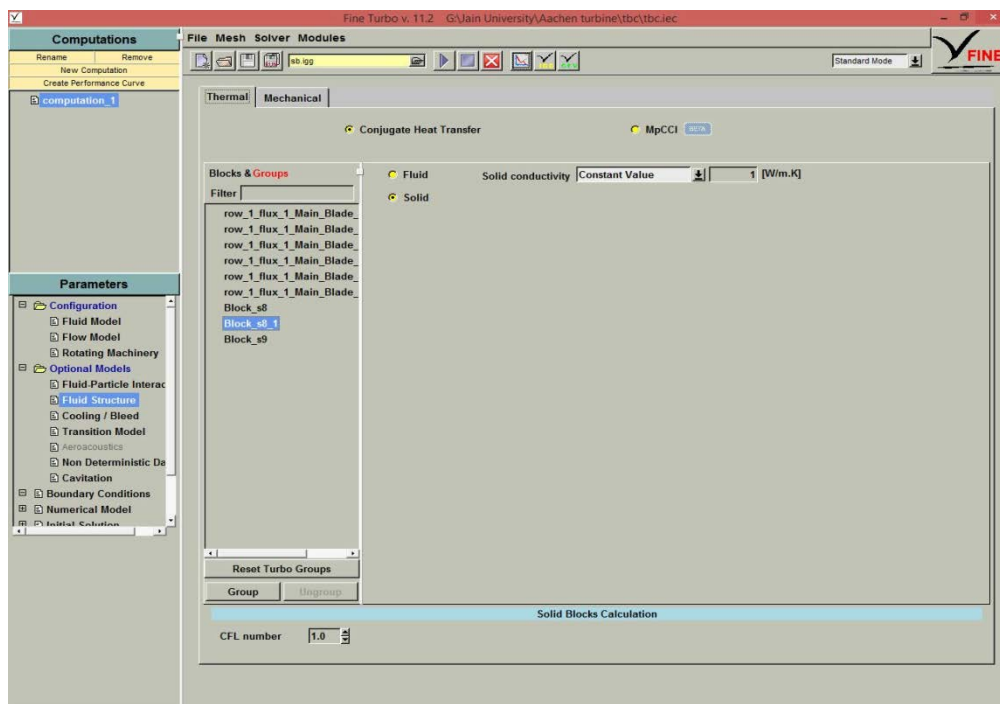 Fine Turbo v. 11.2 G:\Jain University\Aachen turbine\tbc\tbc.iec
Computations
Rename Remove
New Computation
Create Performance Curve
computation_1
File Mesh Solver Modules
sb.igg
Standard Mode
FINE
Thermal Mechanical
Conjugate Heat Transfer MpCCI BETA
Blocks & Groups
Filter
row_1_flux_1_Main_Blade_
row_1_flux_1_Main_Blade_
row_1_flux_1_Main_Blade_
row_1_flux_1_Main_Blade_
row_1_flux_1_Main_Blade_
row_1_flux_1_Main_Blade_
Block_s8
Block_s8_1
Block_s9
Reset Turbo Groups
Group Ungroup
Fluid Solid conductivity Constant Value 1 [W/m.K]
Solid
Solid Blocks Calculation
CFL number 1.0
Parameters
Configuration
Fluid Model
Flow Model
Rotating Machinery
Optional Models
Fluid-Particle Interac
Fluid Structure
Cooling / Bleed
Transition Model
Aeroacoustics
Non Deterministic Da
Cavitation
Boundary Conditions
Numerical Model
Initial Solution